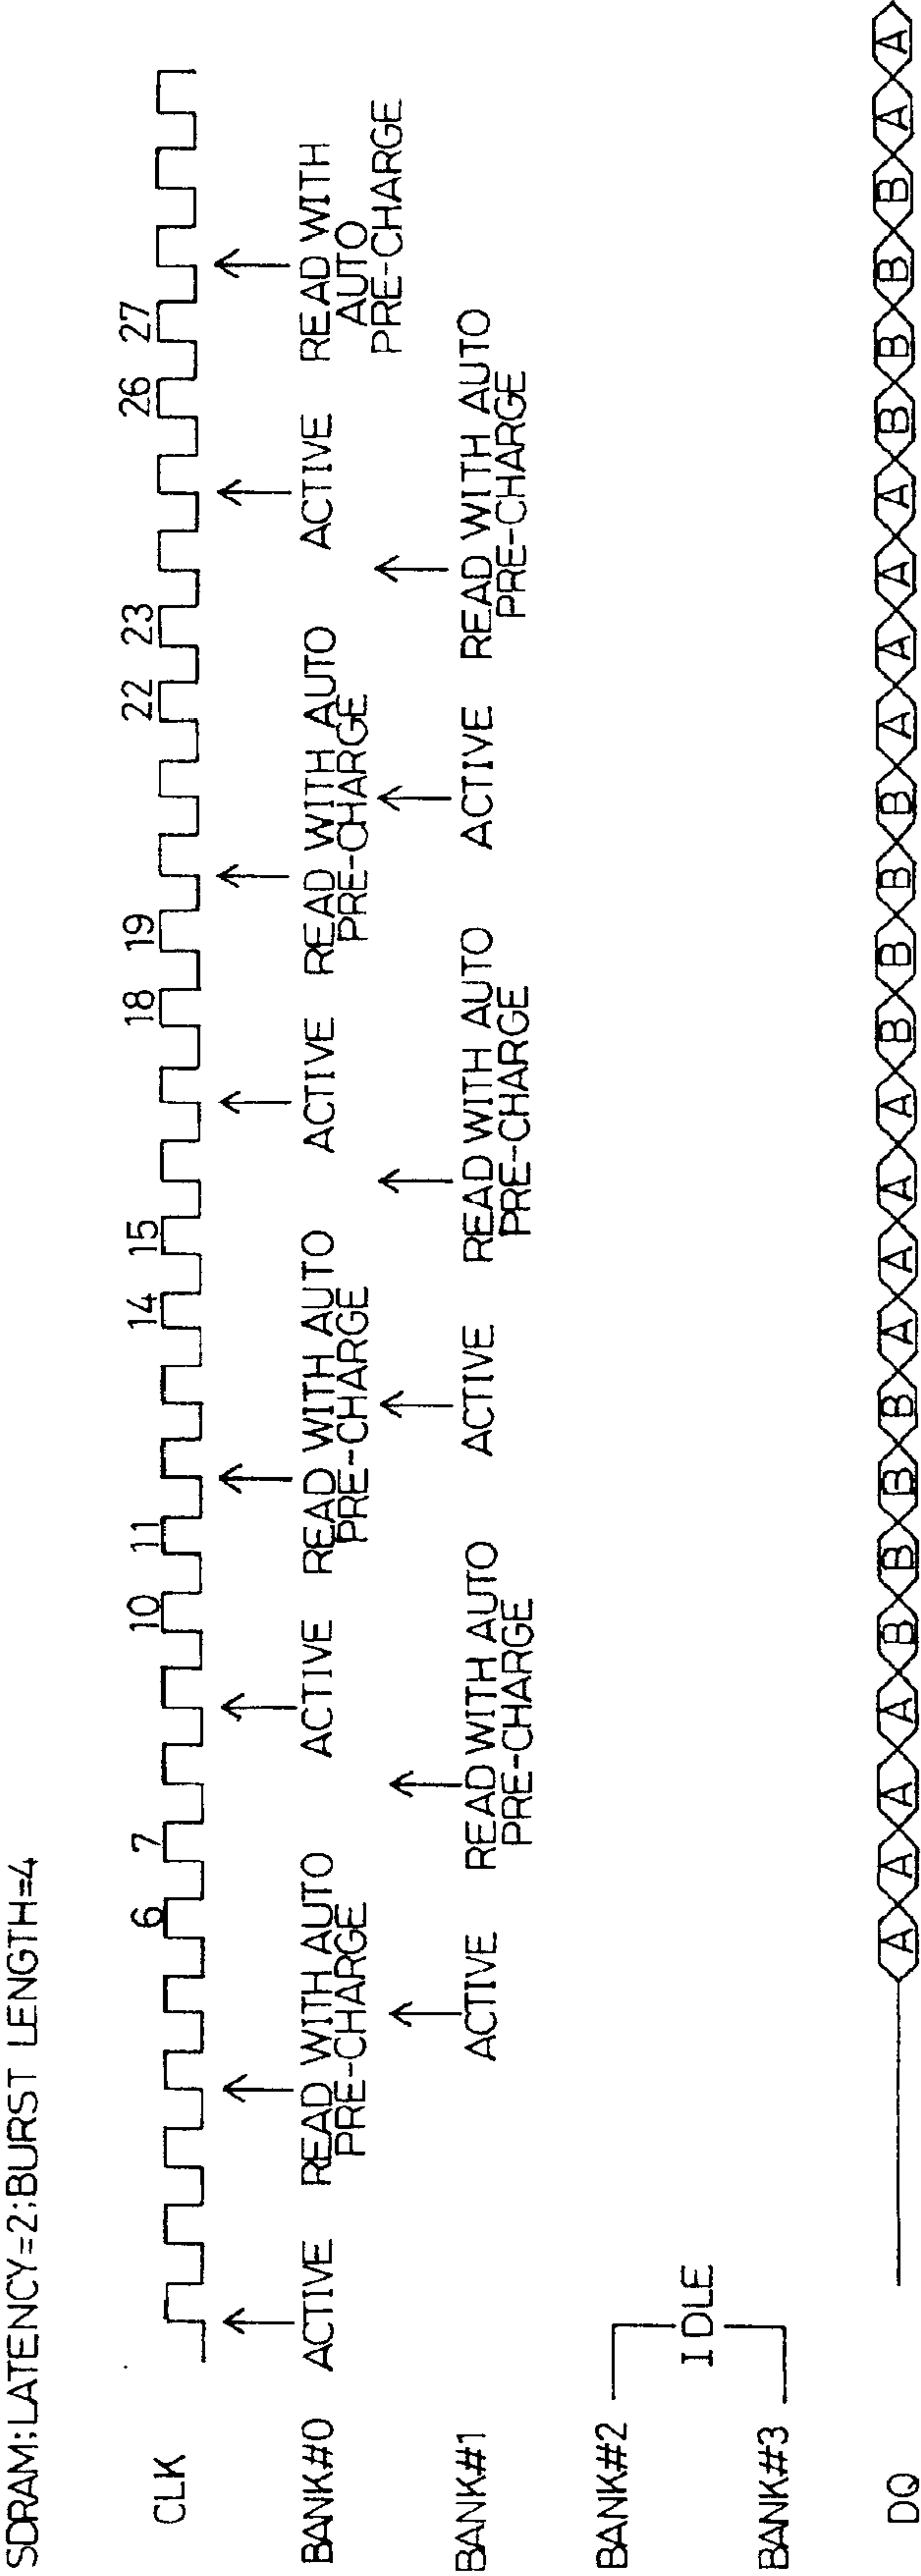 SDRAM;LATENCY=2;BURST LENGTH=4
CLK
6 7 10 11 14 15 18 19 22 23 26 27
BANK#0
ACTIVE
READ WITH AUTO
PRE-CHARGE
ACTIVE
READ WITH AUTO
PRE-CHARGE
ACTIVE
READ WITH AUTO
PRE-CHARGE
ACTIVE
READ WITH
AUTO
PRE-CHARGE
BANK#1
ACTIVE
READ WITH AUTO
PRE-CHARGE
ACTIVE
READ WITH AUTO
PRE-CHARGE
ACTIVE
READ WITH AUTO
PRE-CHARGE
BANK#2
IDLE
BANK#3
DQ
A A A A B B B B A A A A B B B B A A A A B B B B A A